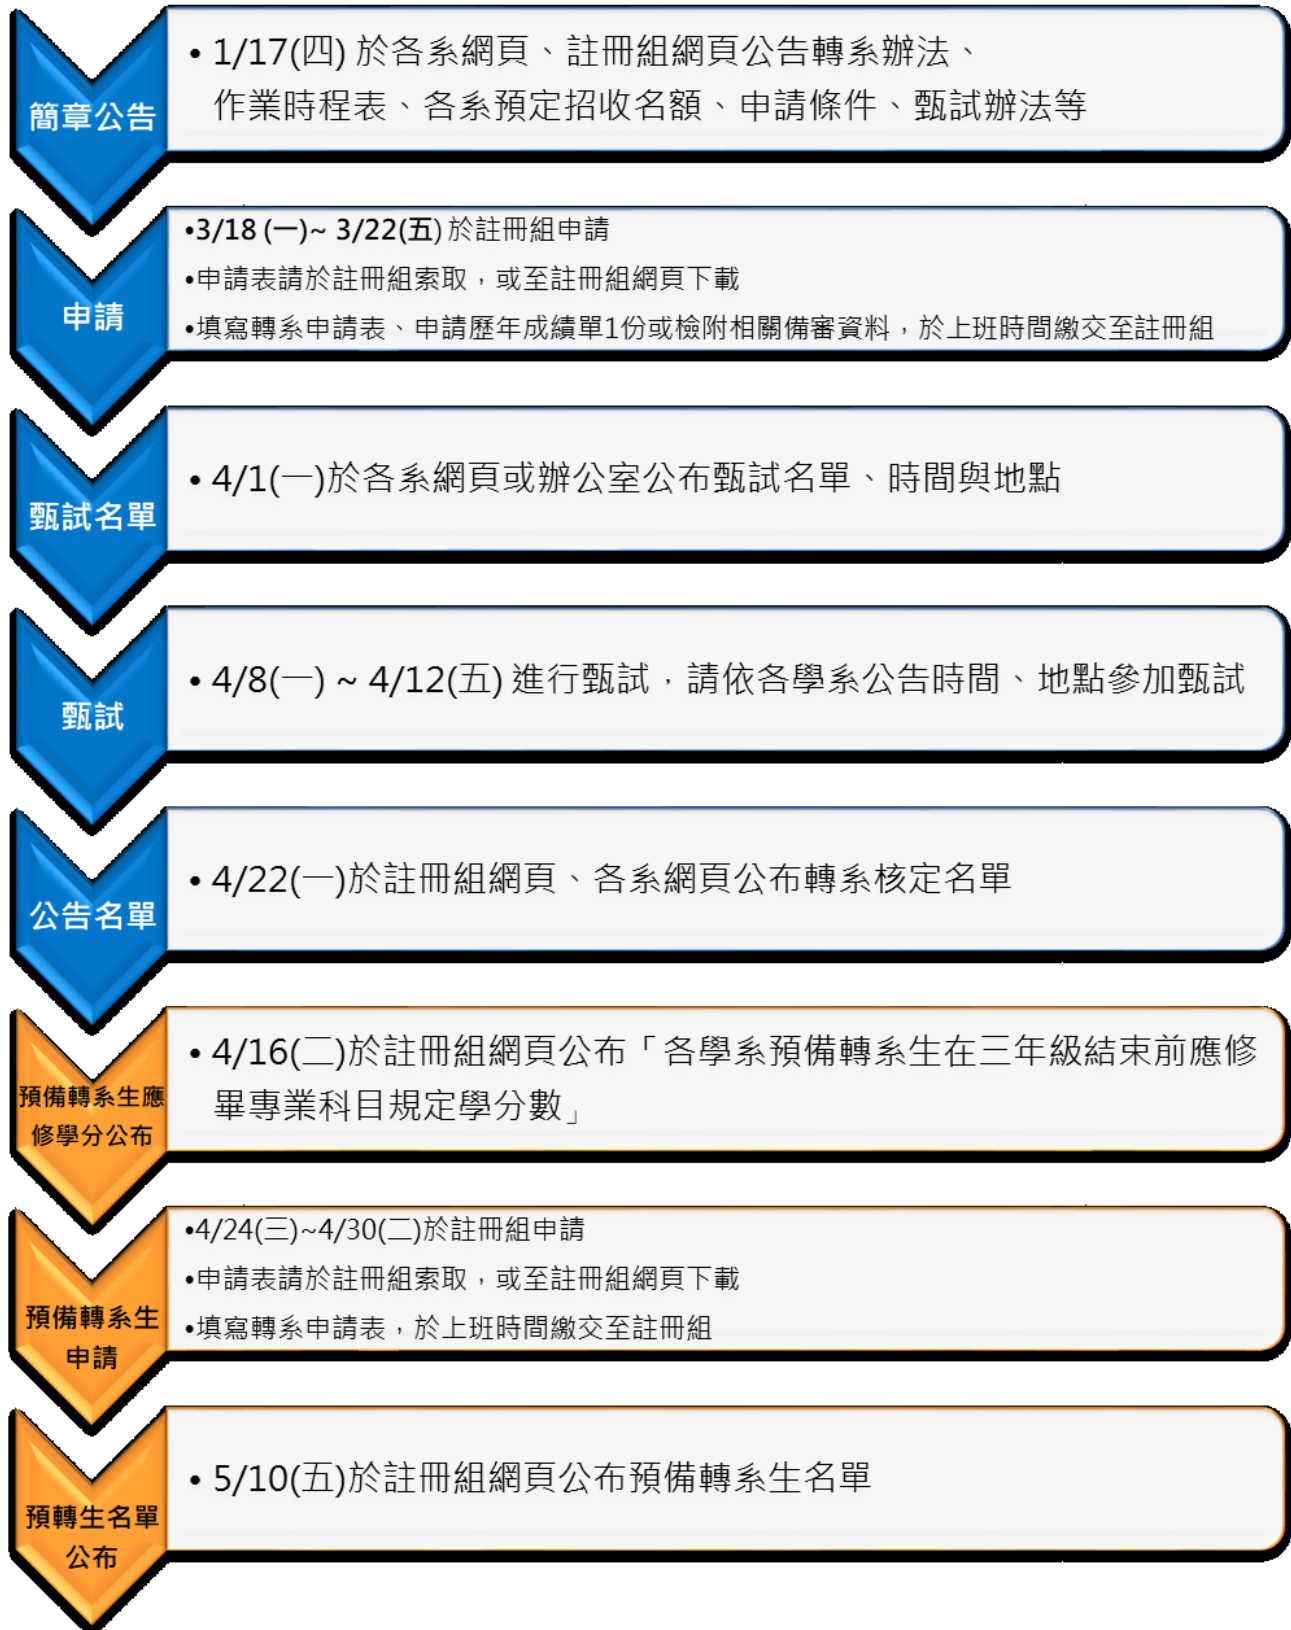 簡章公告
• 1/17(四) 於各系網頁、註冊組網頁公告轉系辦法、
作業時程表、各系預定招收名額、申請條件、甄試辦法等
申請
•3/18 (一)~ 3/22(五) 於註冊組申請
•申請表請於註冊組索取，或至註冊組網頁下載
•填寫轉系申請表、申請歷年成績單1份或檢附相關備審資料，於上班時間繳交至註冊組
甄試名單
• 4/1(一)於各系網頁或辦公室公布甄試名單、時間與地點
甄試
• 4/8(一) ~ 4/12(五) 進行甄試，請依各學系公告時間、地點參加甄試
公告名單
• 4/22(一)於註冊組網頁、各系網頁公布轉系核定名單
預備轉系生應
修學分公布
• 4/16(二)於註冊組網頁公布「各學系預備轉系生在三年級結束前應修
畢專業科目規定學分數」
預備轉系生
申請
•4/24(三)~4/30(二)於註冊組申請
•申請表請於註冊組索取，或至註冊組網頁下載
•填寫轉系申請表，於上班時間繳交至註冊組
預轉生名單
公布
• 5/10(五)於註冊組網頁公布預備轉系生名單